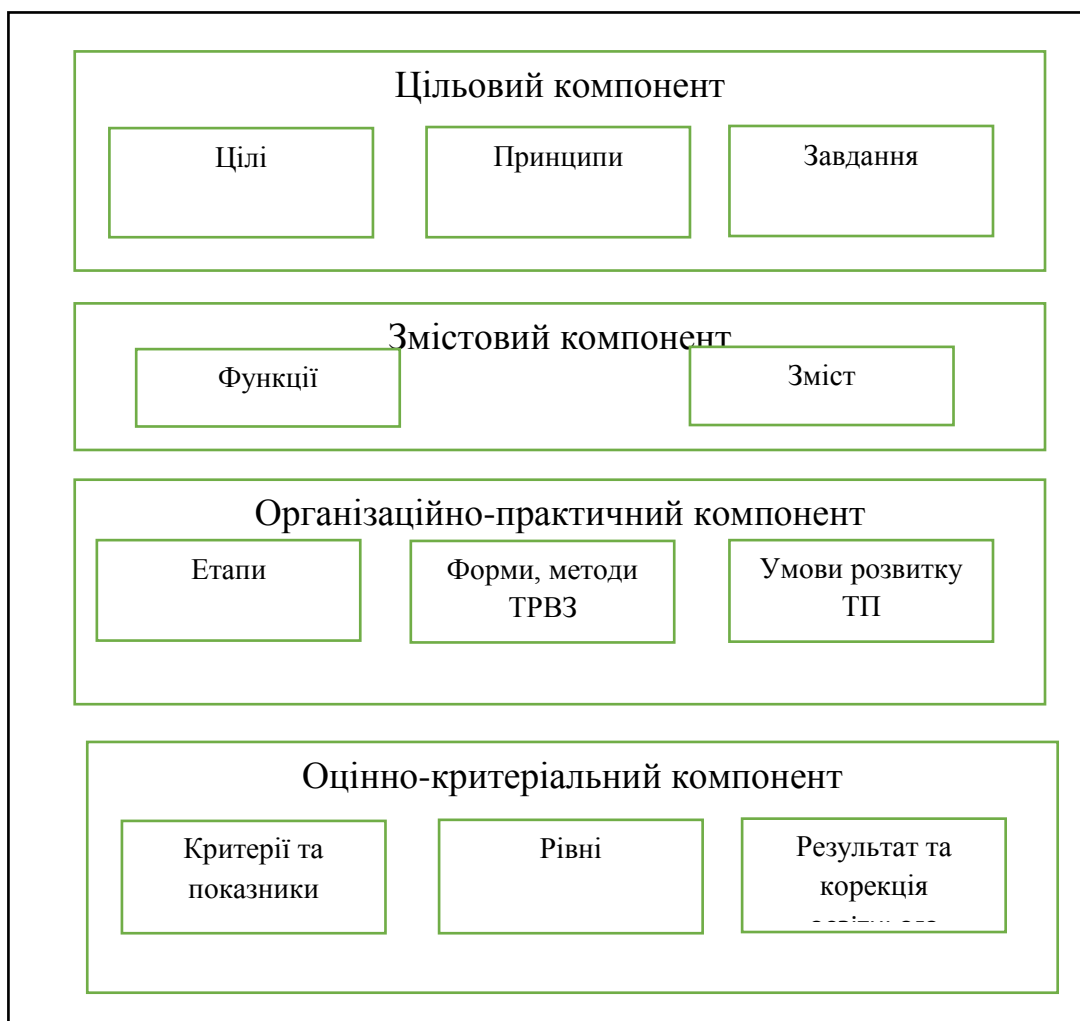 Цільовий компонент
Цілі
Принципи
Завдання
Змістовий компонент
Функції
Зміст
Організаційно-практичний компонент
Етапи
Форми, методи
ТРВЗ
Умови розвитку
ТП
Оцінно-критеріальний компонент
Критерії та
показники
Рівні
Результат та
корекція